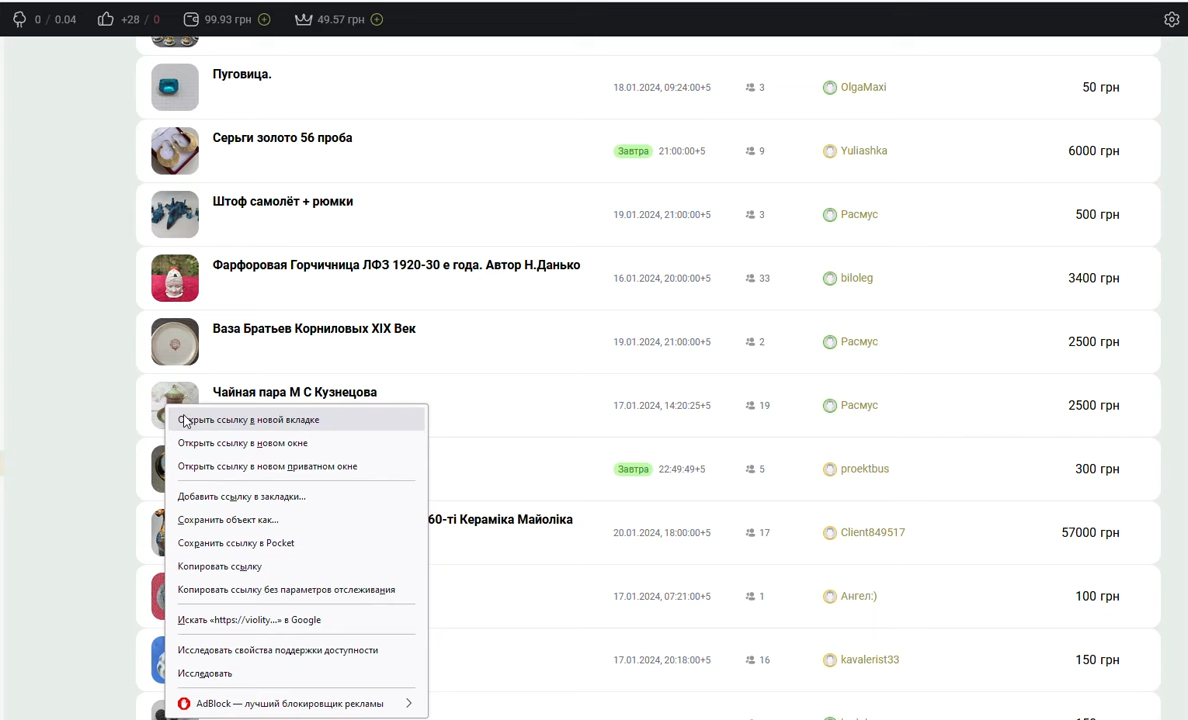 0 / 0.04 +28 / 0 99.93 грн 49.57 грн
Пуговица. 18.01.2024, 09:24:00+5 3 OlgaMaxi 50 грн
Серьги золото 56 проба Завтра 21:00:00+5 9 Yuliashka 6000 грн
Штоф самолёт + рюмки 19.01.2024, 21:00:00+5 3 Расмус 500 грн
Фарфоровая Горчичница ЛФЗ 1920-30 е года. Автор Н.Данько 16.01.2024, 20:00:00+5 33 biloleg 3400 грн
Ваза Братьев Корниловых XIX Век 19.01.2024, 21:00:00+5 2 Расмус 2500 грн
Чайная пара М С Кузнецова 17.01.2024, 14:20:25+5 19 Расмус 2500 грн
Завтра 22:49:49+5 5 proektbus 300 грн
60-ті Кераміка Майоліка 20.01.2024, 18:00:00+5 17 Client849517 57000 грн
17.01.2024, 07:21:00+5 1 Ангел:) 100 грн
17.01.2024, 20:18:00+5 16 kavalerist33 150 грн
Открыть ссылку в новой вкладке
Открыть ссылку в новом окне
Открыть ссылку в новом приватном окне
Добавить ссылку в закладки...
Сохранить объект как...
Сохранить ссылку в Pocket
Копировать ссылку
Копировать ссылку без параметров отслеживания
Искать «https://violity...» в Google
Исследовать свойства поддержки доступности
Исследовать
AdBlock — лучший блокировщик рекламы